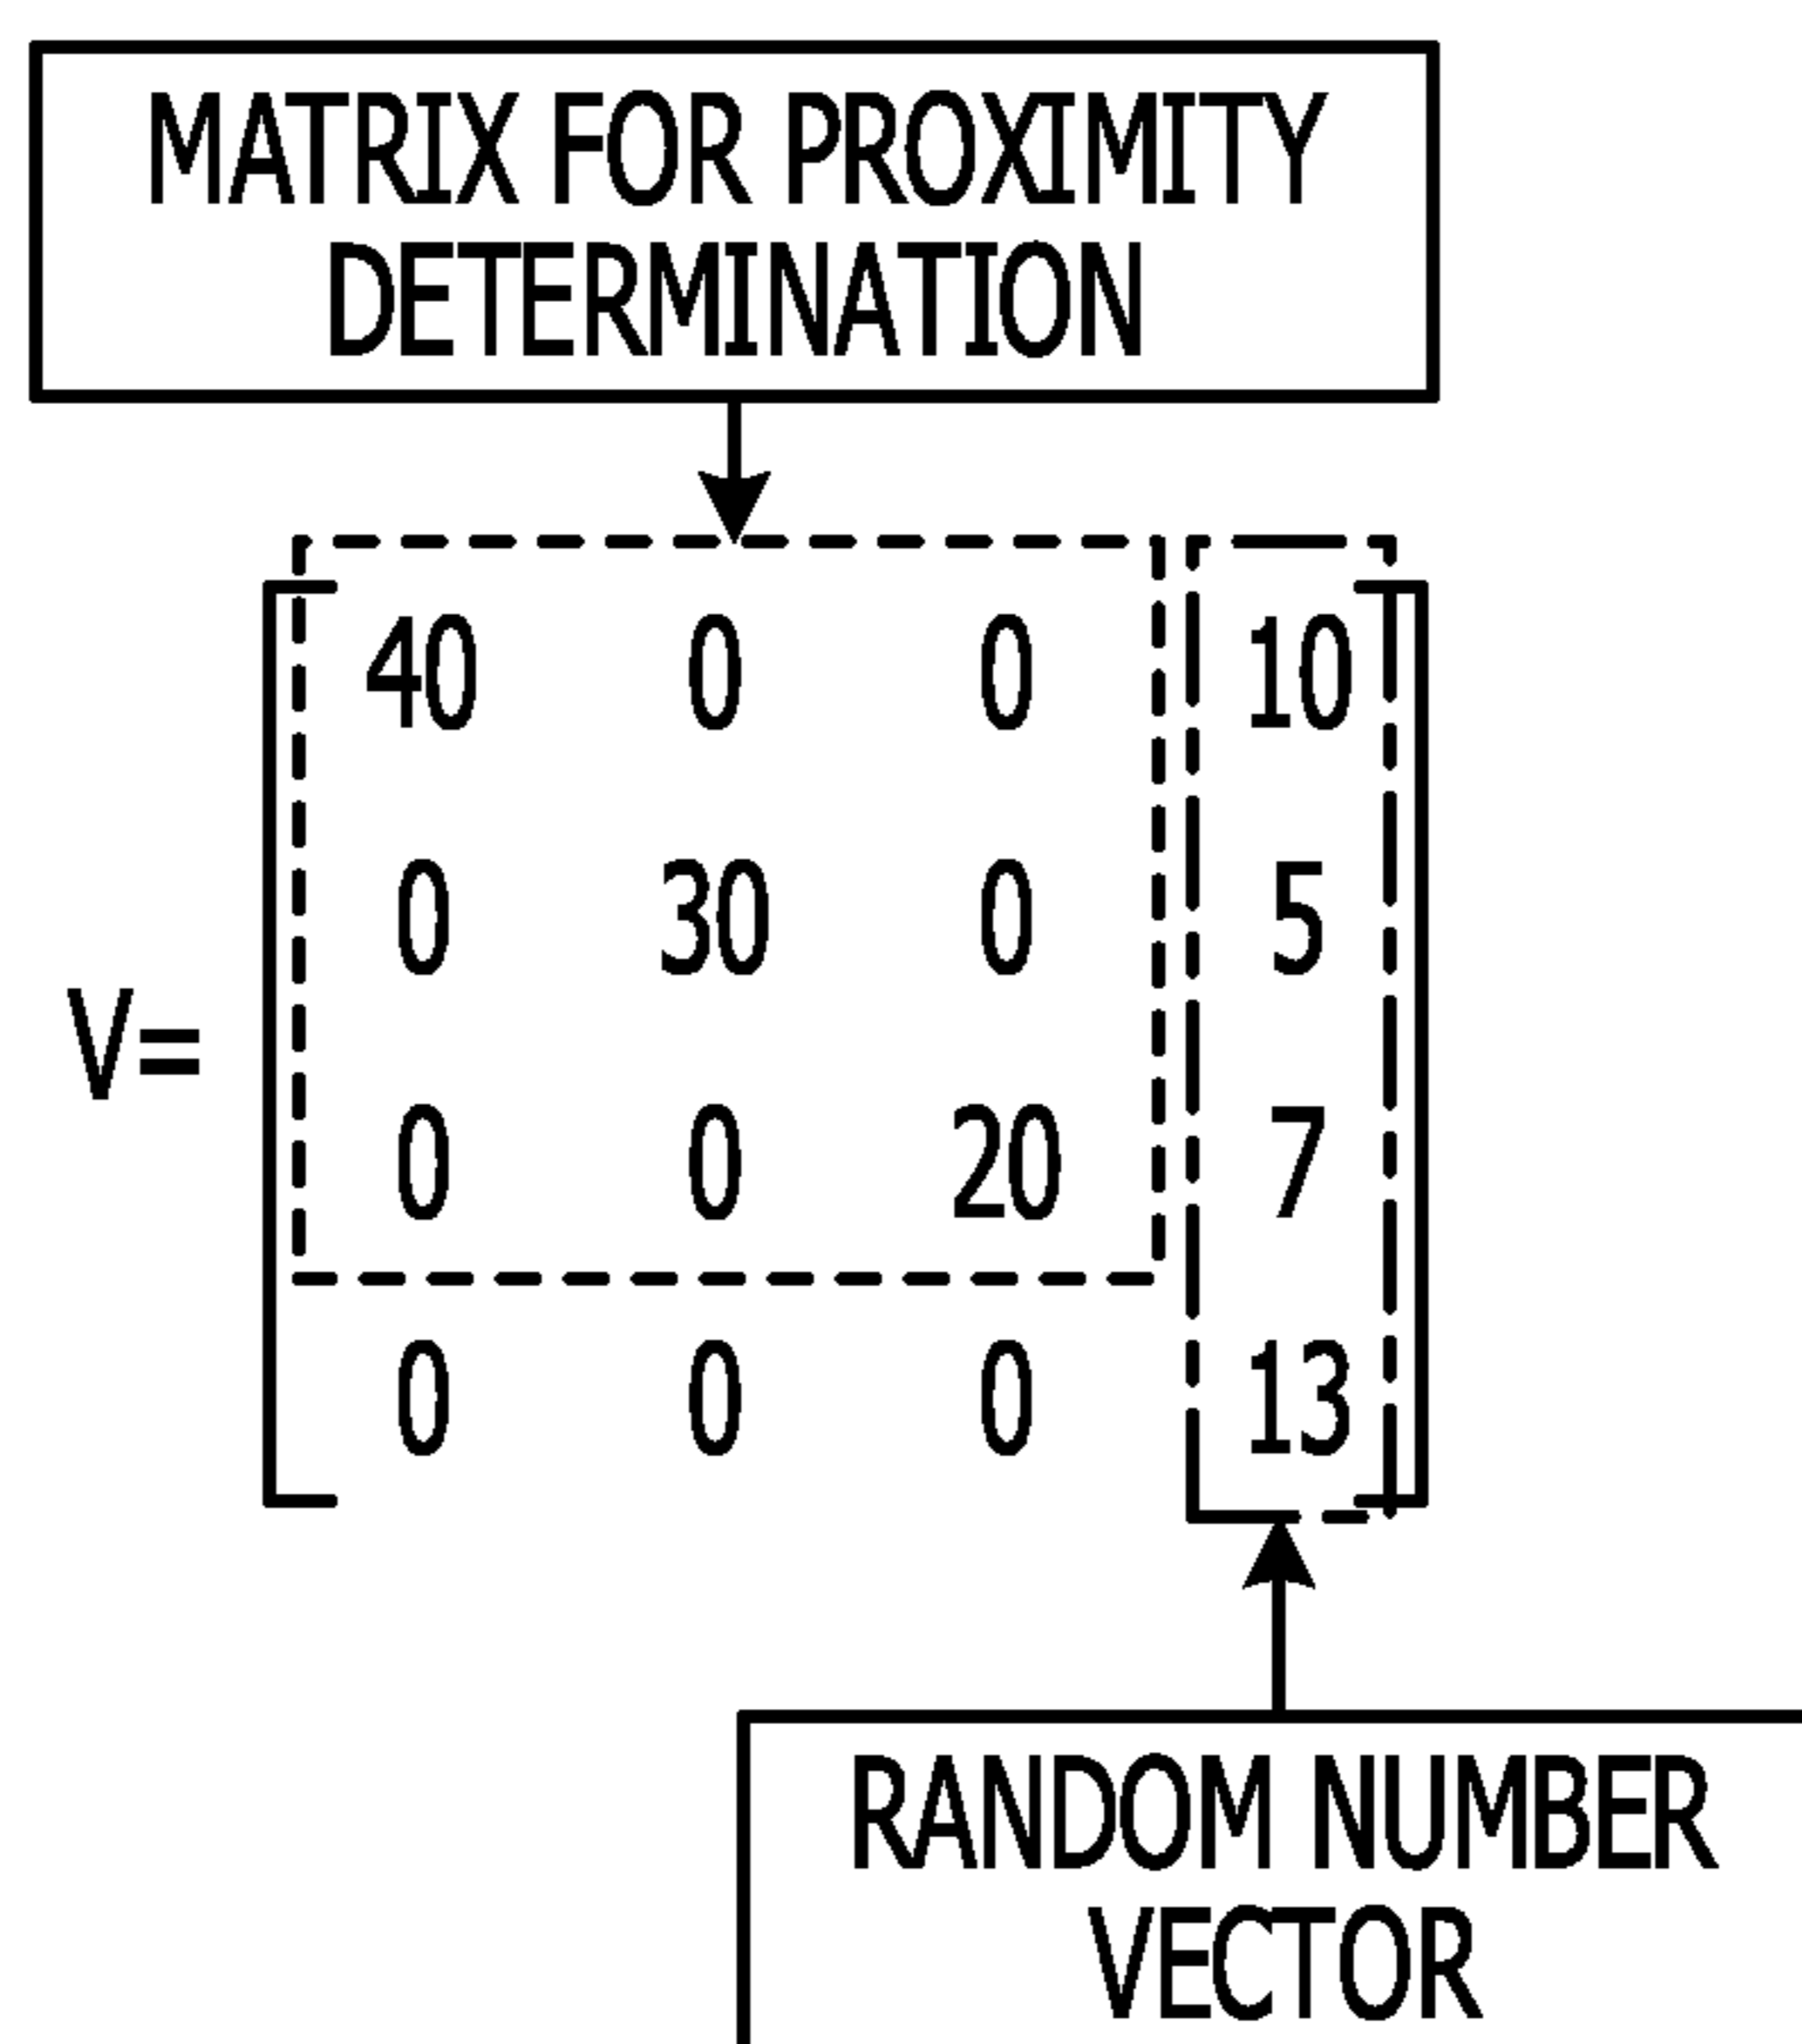 MATRIX FOR PROXIMITY
DETERMINATION
40 0 0 10
0 30 0 5
V=
0 0 20 7
0 0 0 13
RANDOM NUMBER
VECTOR